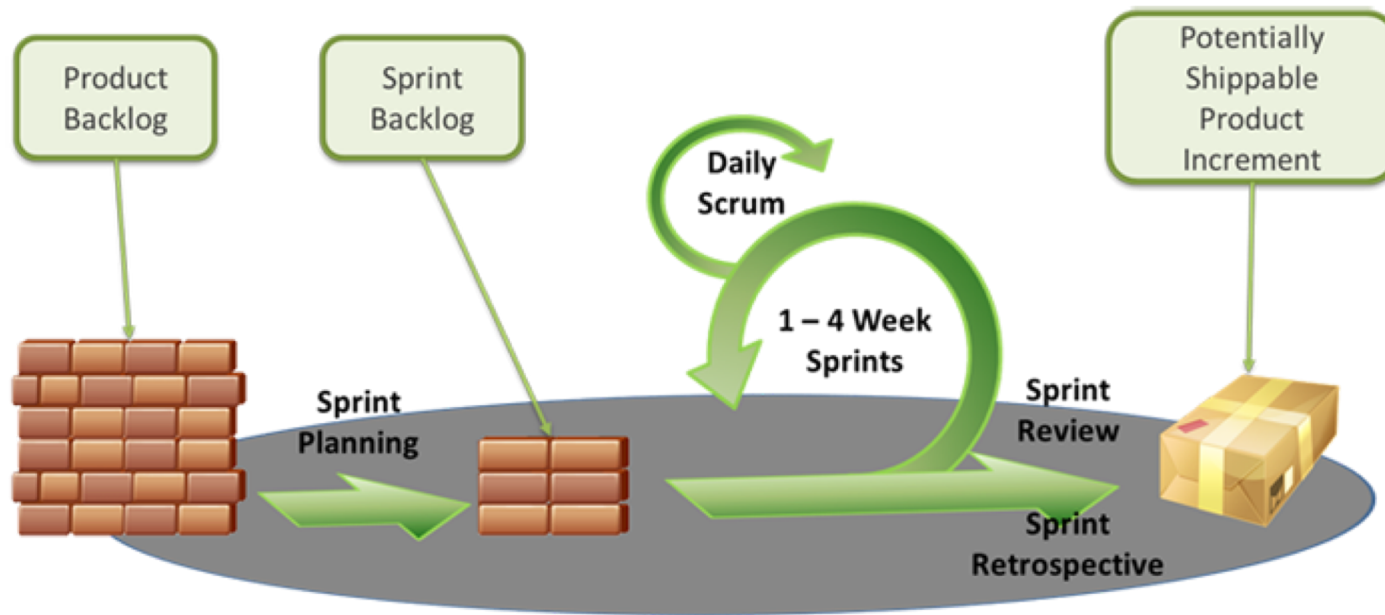 Product
Backlog
Sprint
Backlog
Potentially
Shippable
Product
Increment
Daily
Scrum
1 – 4 Week
Sprints
Sprint
Planning
Sprint
Review
Sprint
Retrospective